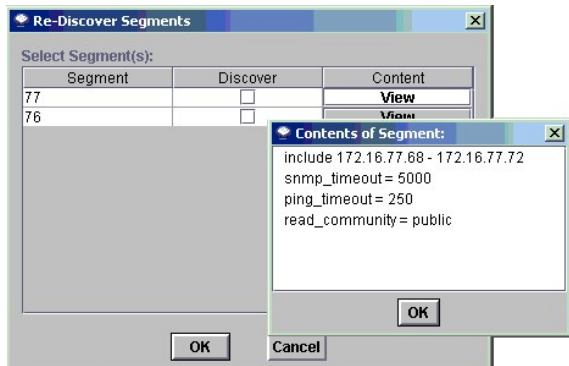 Re-Discover Segments
Select Segment(s):
Segment Discover Content
77 View
76 View
Contents of Segment:
include 172.16.77.68 - 172.16.77.72
snmp_timeout = 5000
ping_timeout = 250
read_community = public
OK
OK Cancel